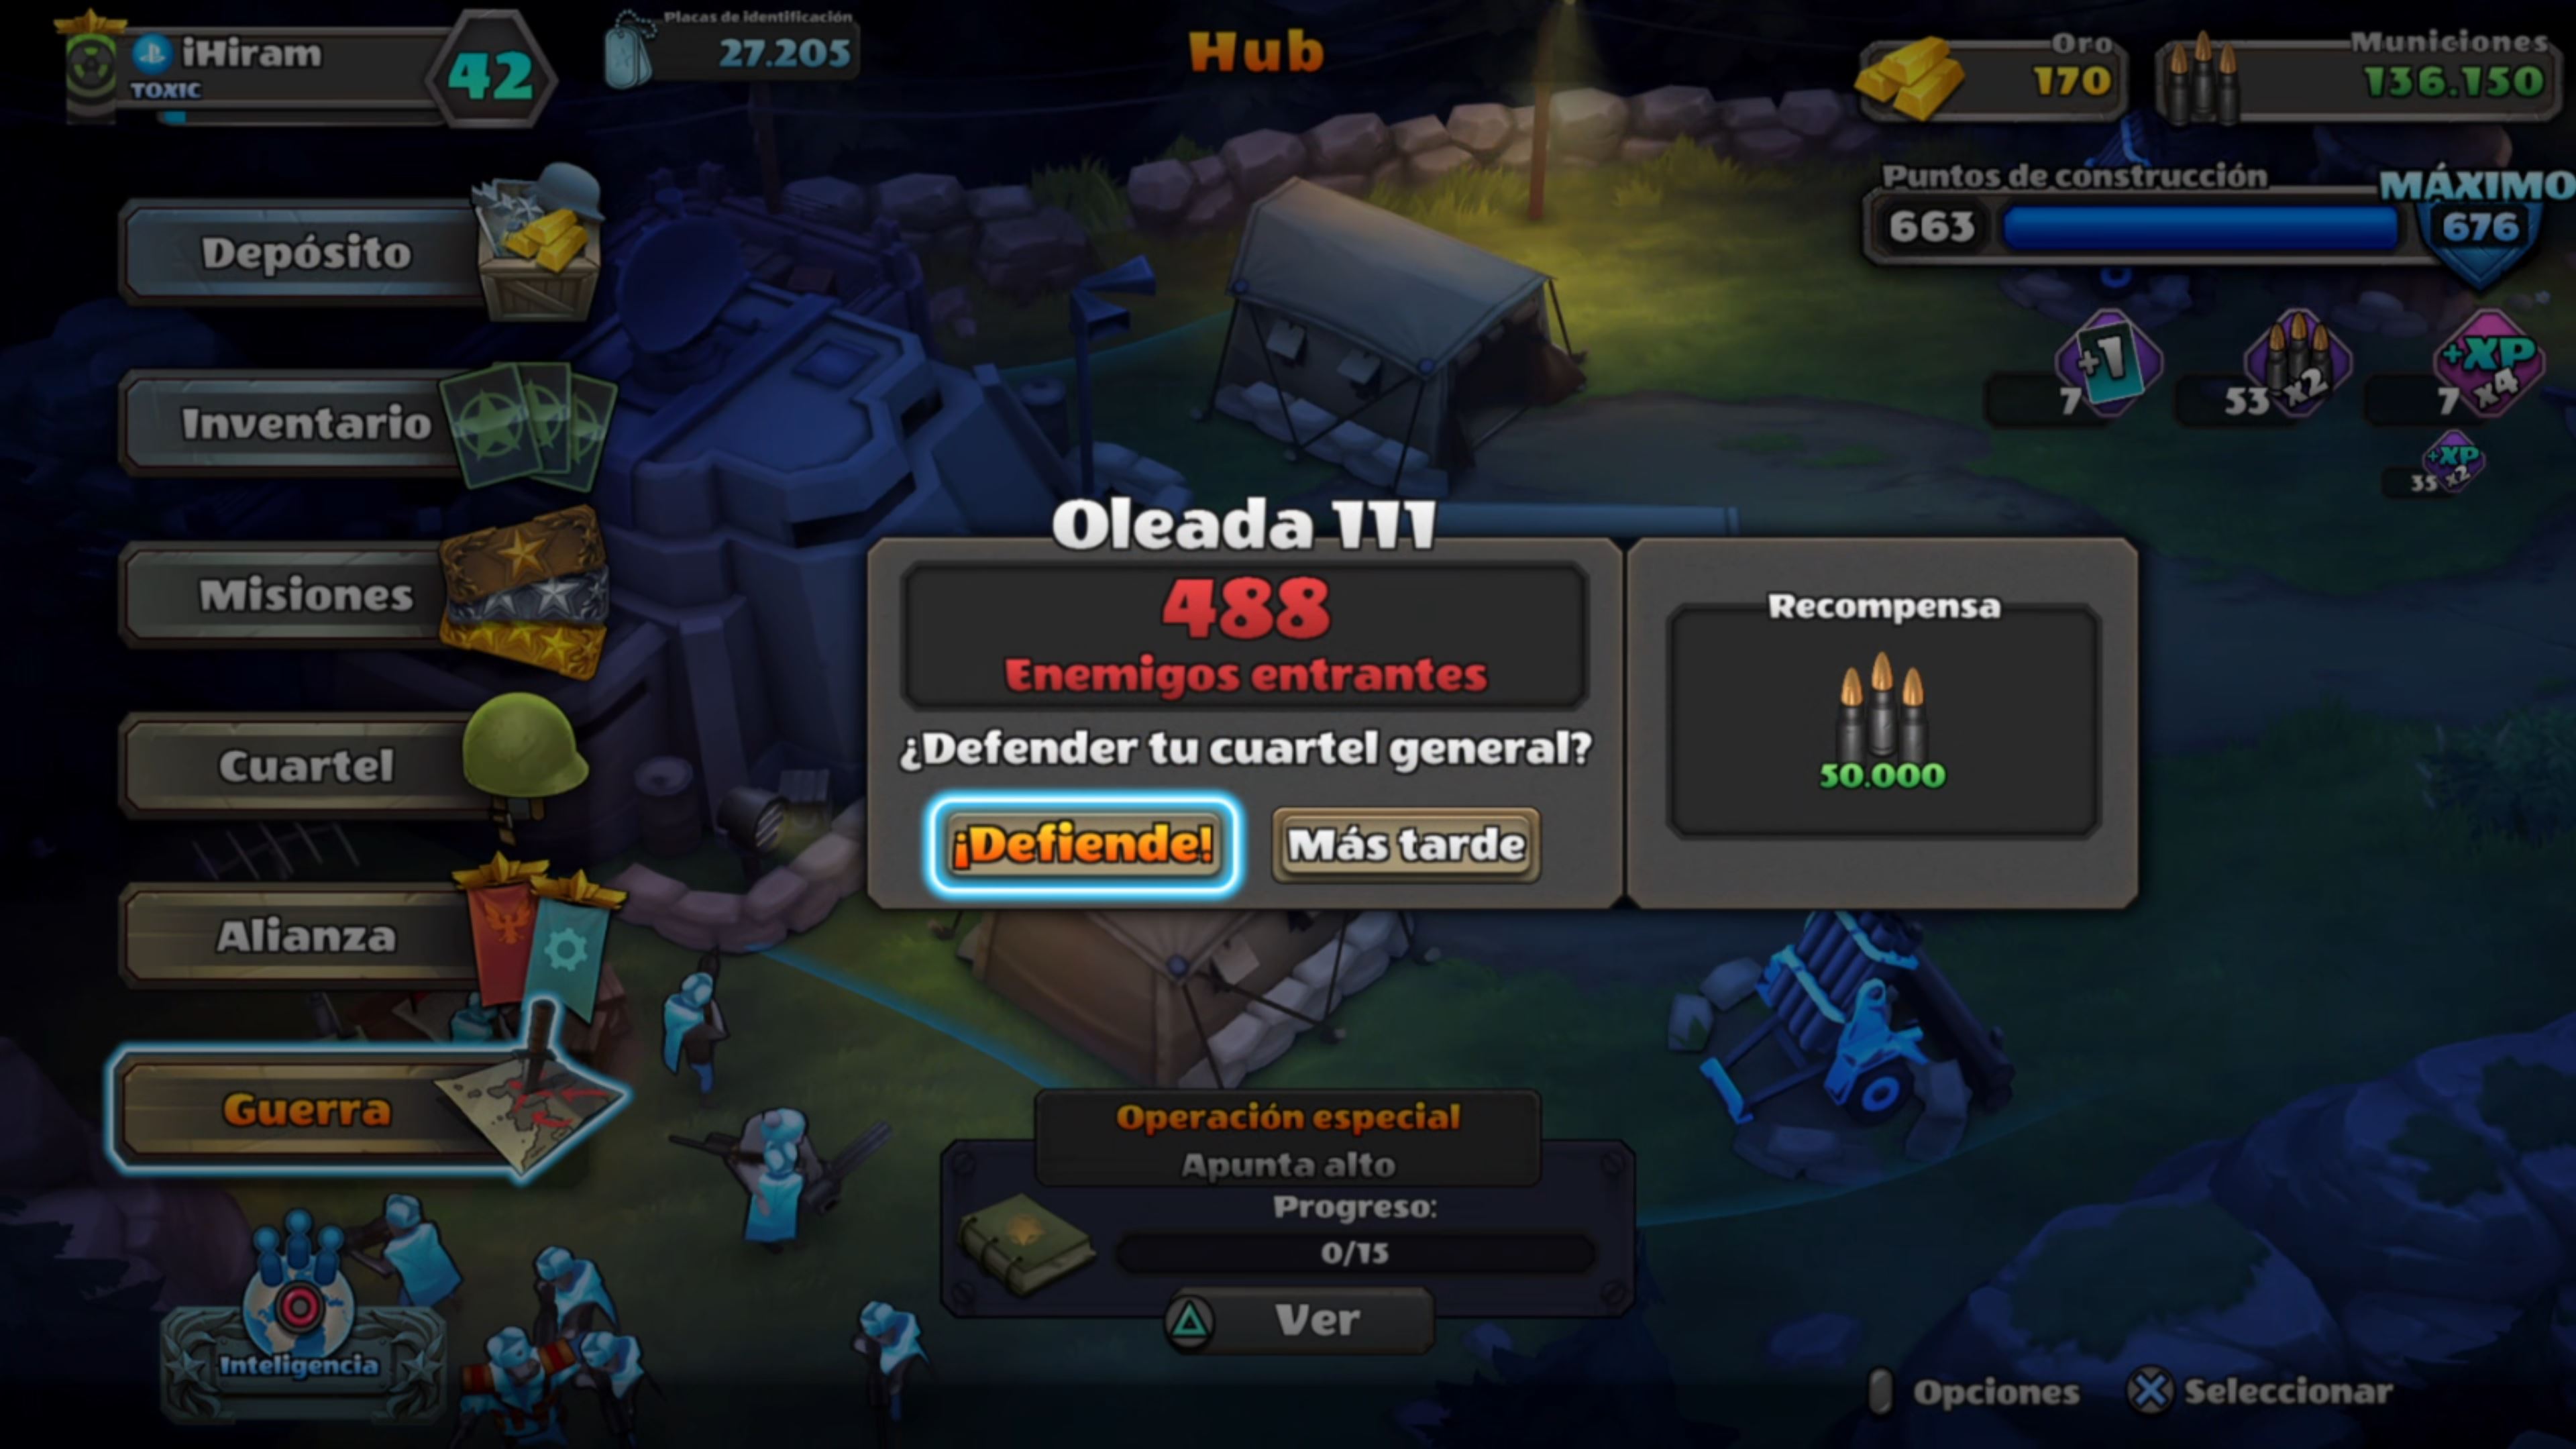 iHiram
TOXIC
42
Placas de identificación
27.205
Hub
Oro
170
Municiones
136.150
Puntos de construcción
663
MÁXIMO
676
+1
7
x2
53
+XP
x4
7
+XP
x2
35
Depósito
Inventario
Misiones
Cuartel
Alianza
Guerra
Inteligencia
Oleada 111
488
Enemigos entrantes
¿Defender tu cuartel general?
¡Defiende!
Más tarde
Recompensa
50.000
Operación especial
Apunta alto
Progreso:
0/15
Ver
Opciones
Seleccionar